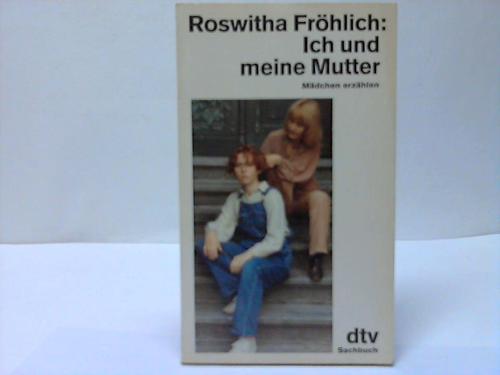 Roswitha Fröhlich:
Ich und
meine Mutter
Mädchen erzählen
dtv
Sachbuch